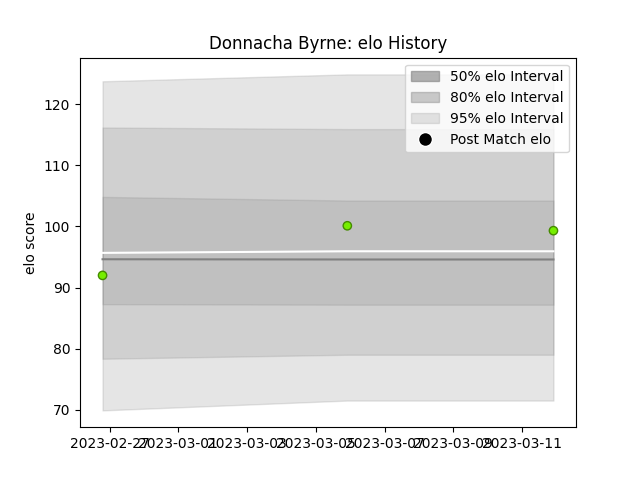 Donnacha Byrne: elo History
50% elo Interval
80% elo Interval
95% elo Interval
Post Match elo
elo score
120
110
100
90
80
70
2023-02-27 2023-03-01 2023-03-03 2023-03-05 2023-03-07 2023-03-09 2023-03-11